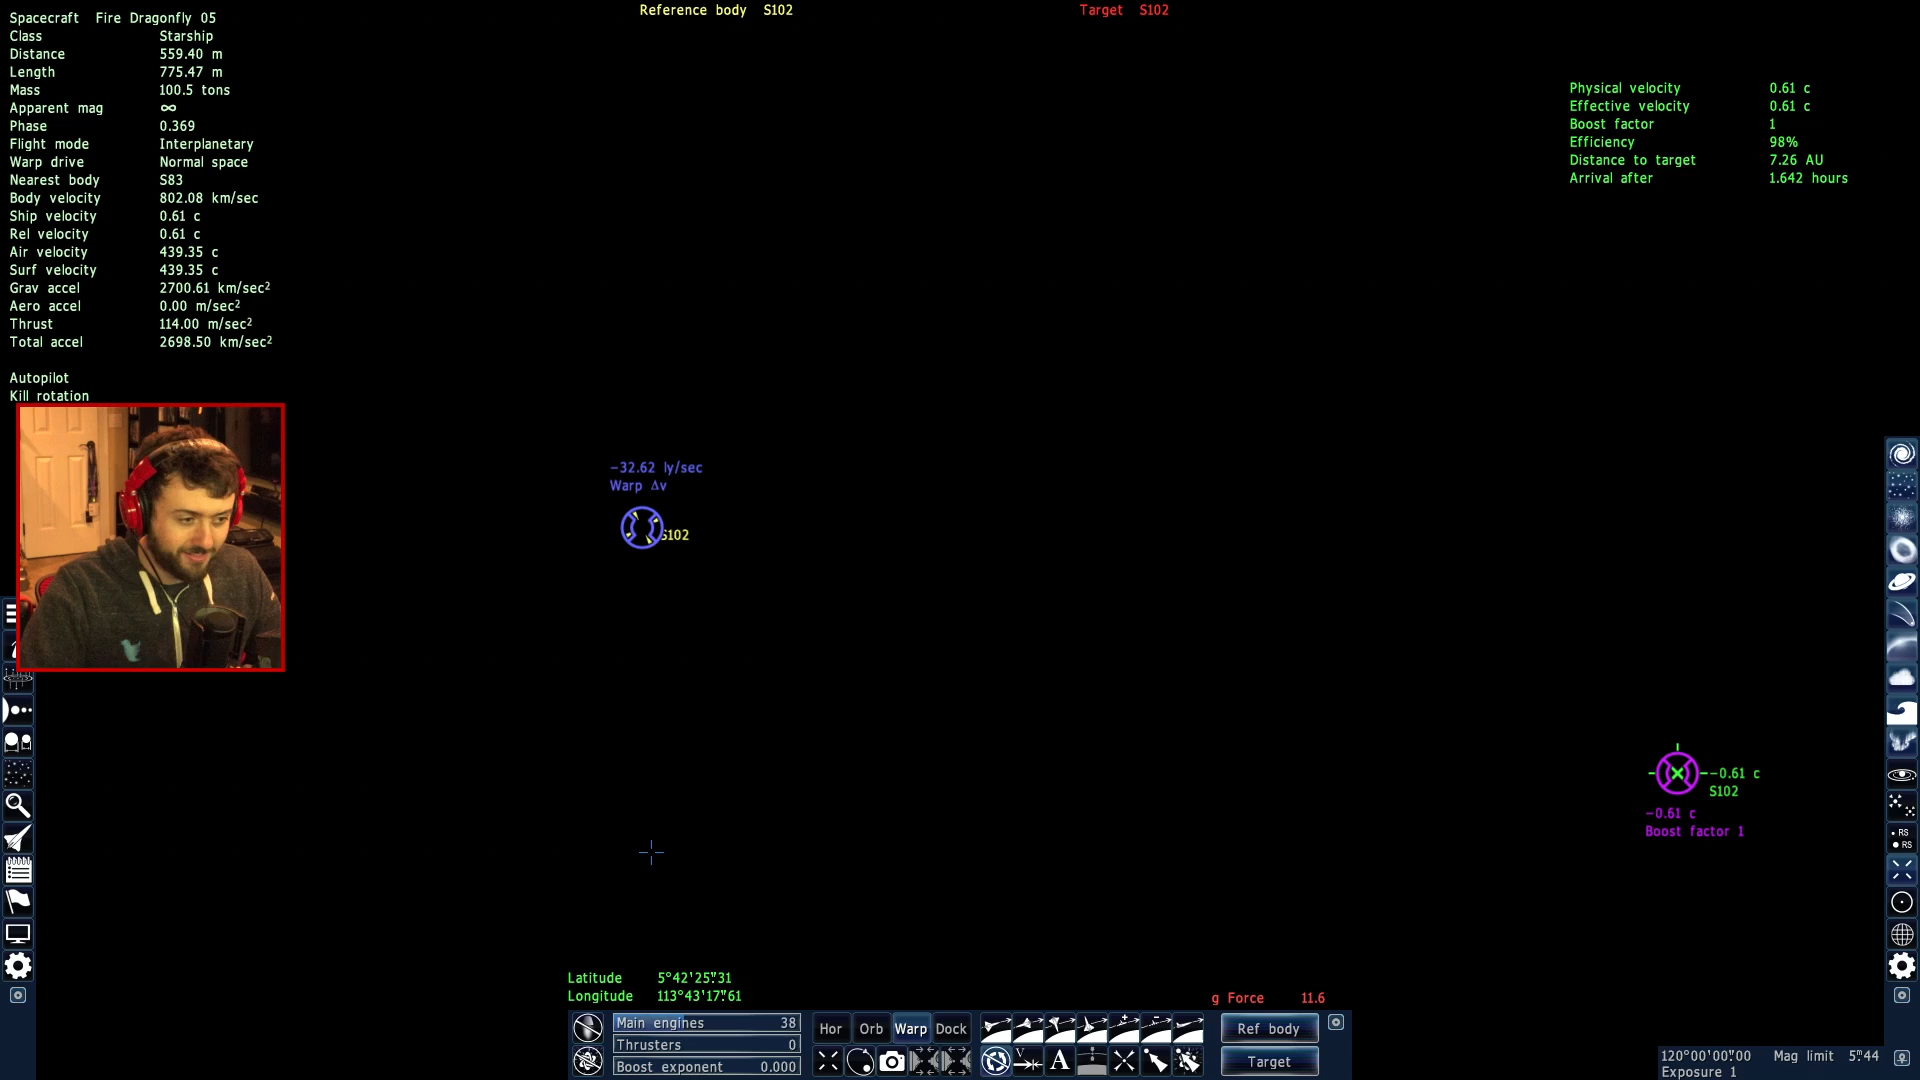 Spacecraft Fire Dragonfly 05
Class Starship
Distance 559.40 m
Length 775.47 m
Mass 100.5 tons
Apparent mag ∞
Phase 0.369
Flight mode Interplanetary
Warp drive Normal space
Nearest body S83
Body velocity 802.08 km/sec
Ship velocity 0.61 c
Rel velocity 0.61 c
Air velocity 439.35 c
Surf velocity 439.35 c
Grav accel 2700.61 km/sec²
Aero accel 0.00 m/sec²
Thrust 114.00 m/sec²
Total accel 2698.50 km/sec²
Autopilot
Kill rotation
Reference body S102
Target S102
Physical velocity 0.61 c
Effective velocity 0.61 c
Boost factor 1
Efficiency 98%
Distance to target 7.26 AU
Arrival after 1.642 hours
-32.62 ly/sec
Warp Δv
S102
-0.61 c
S102
-0.61 c
Boost factor 1
RS
RS
Latitude 5°42'25"31
Longitude 113°43'17"61
g Force 11.6
Main engines 38
Thrusters 0
Boost exponent 0.000
Hor Orb Warp Dock
V
A
Ref body
Target
120°00'00"00 Mag limit 5ᵐ44
Exposure 1